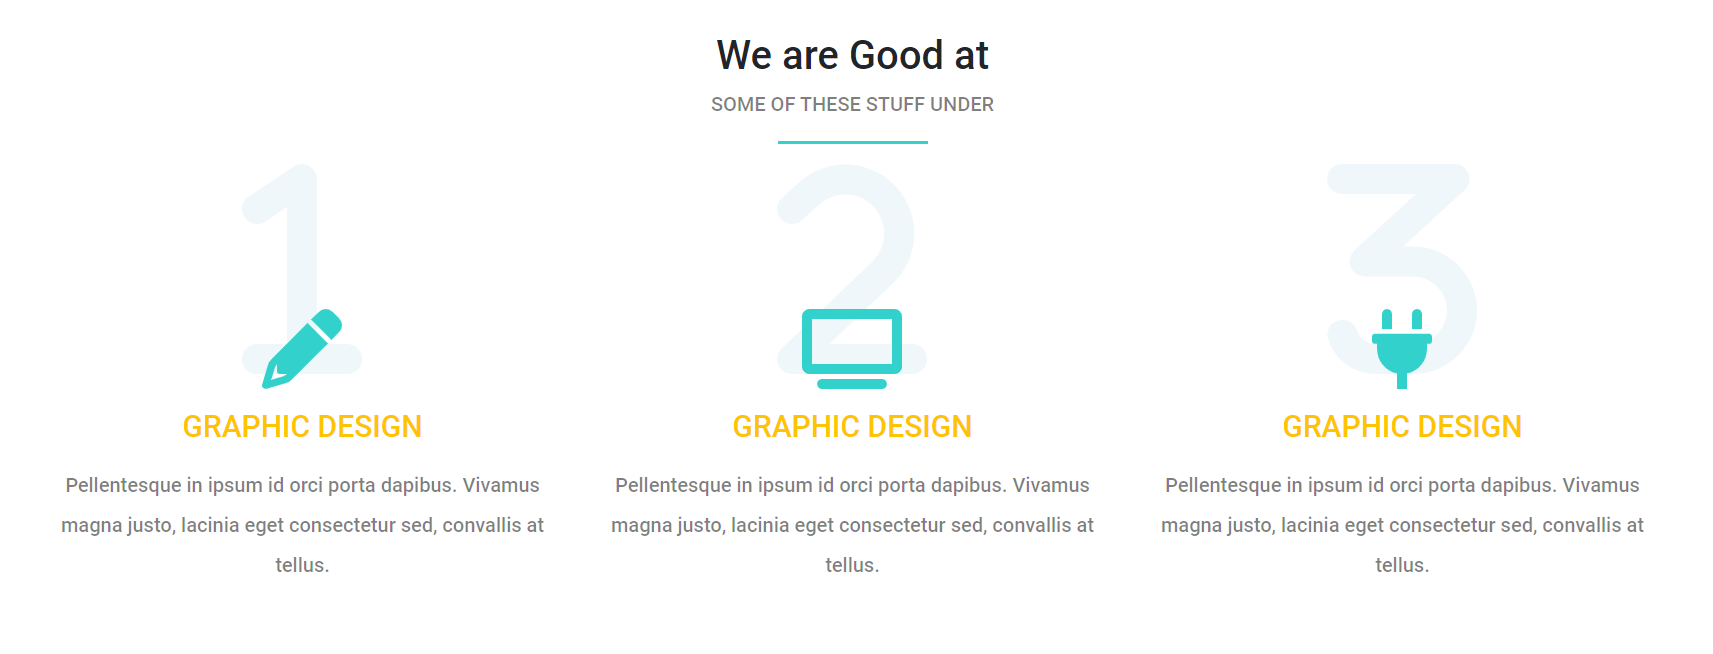 We are Good at
SOME OF THESE STUFF UNDER
1
2
3
GRAPHIC DESIGN
Pellentesque in ipsum id orci porta dapibus. Vivamus
magna justo, lacinia eget consectetur sed, convallis at
tellus.
GRAPHIC DESIGN
Pellentesque in ipsum id orci porta dapibus. Vivamus
magna justo, lacinia eget consectetur sed, convallis at
tellus.
GRAPHIC DESIGN
Pellentesque in ipsum id orci porta dapibus. Vivamus
magna justo, lacinia eget consectetur sed, convallis at
tellus.